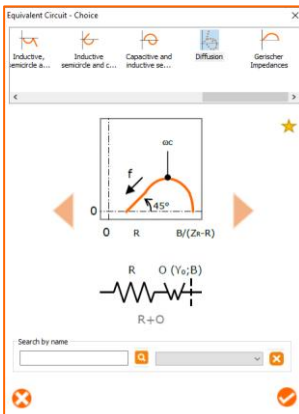 Equivalent Circuit - Choice
Inductive, semicircle a...
Inductive semicircle and c...
Capacitive and inductive se...
Diffusion
Gerischer Impedances
ωc
f
45°
0
0 R B/(ZR-R)
R O (Y0;B)
W
R+O
Search by name